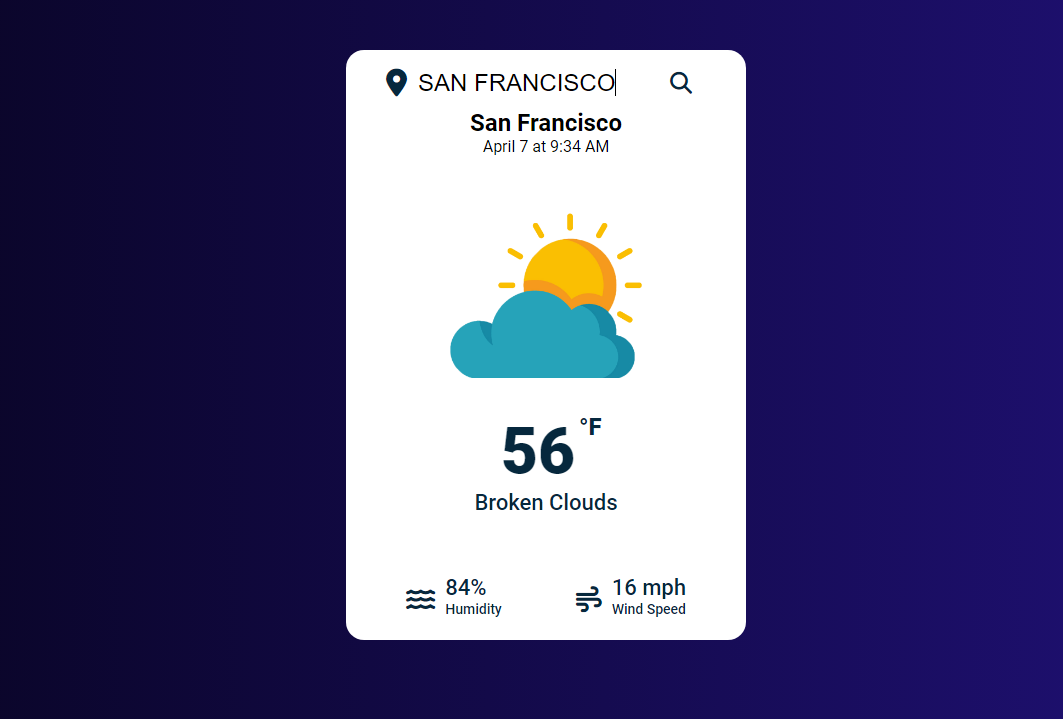 SAN FRANCISCO
San Francisco
April 7 at 9:34 AM
56 °F
Broken Clouds
84%
Humidity
16 mph
Wind Speed